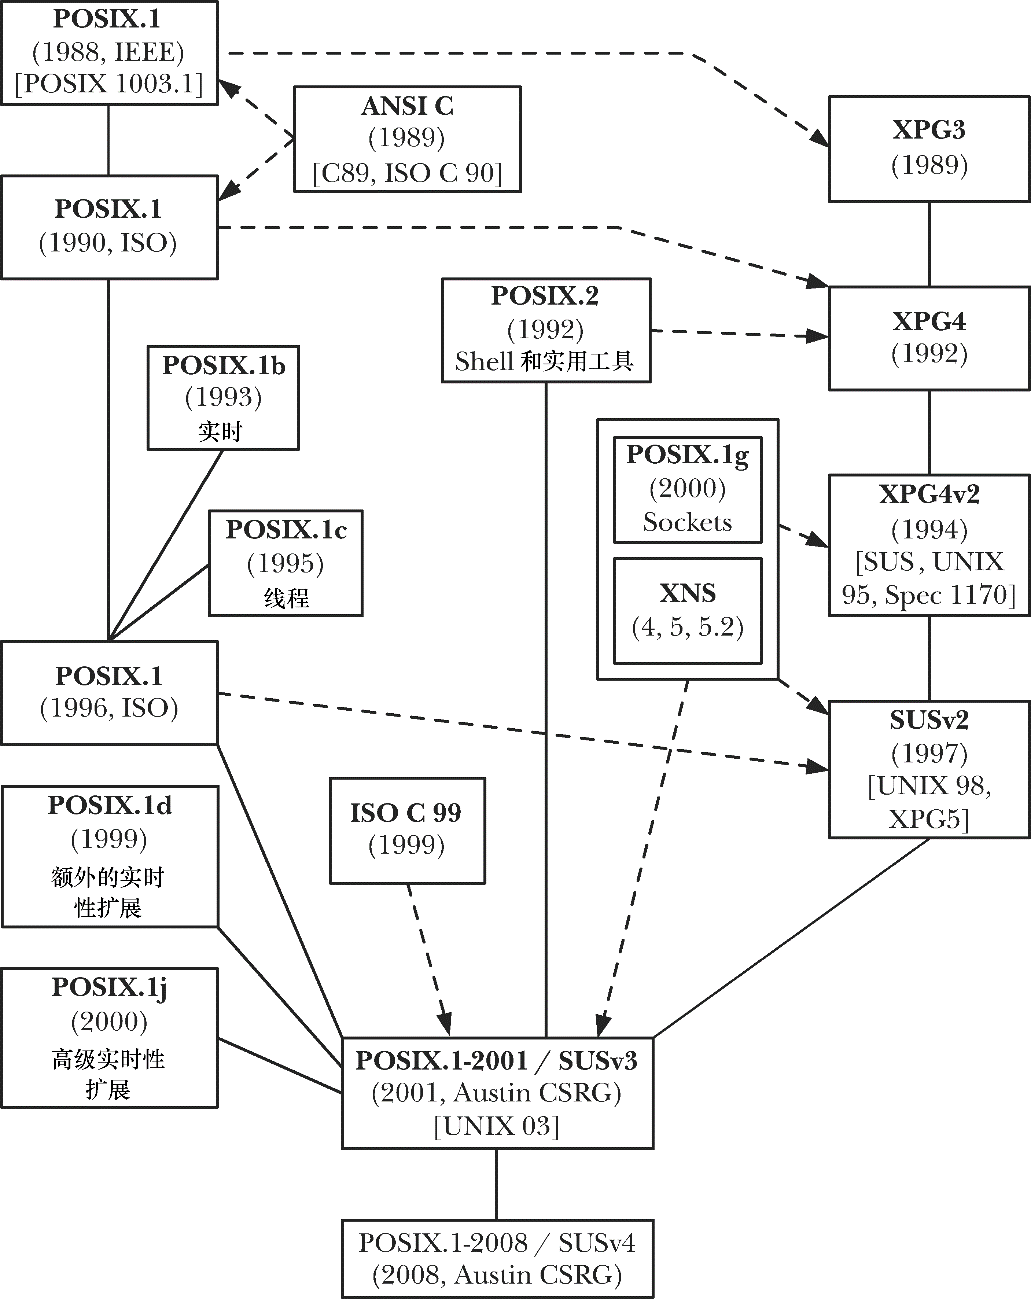 POSIX.1
(1988, IEEE)
[POSIX 1003.1]
ANSI C
(1989)
[C89, ISO C 90]
XPG3
(1989)
POSIX.1
(1990, ISO)
POSIX.2
(1992)
Shell 和实用工具
XPG4
(1992)
POSIX.1b
(1993)
实时
POSIX.1g
(2000)
Sockets
XNS
(4, 5, 5.2)
XPG4v2
(1994)
[SUS, UNIX
95, Spec 1170]
POSIX.1c
(1995)
线程
POSIX.1
(1996, ISO)
SUSv2
(1997)
[UNIX 98,
XPG5]
POSIX.1d
(1999)
额外的实时
性扩展
ISO C 99
(1999)
POSIX.1j
(2000)
高级实时性
扩展
POSIX.1-2001 / SUSv3
(2001, Austin CSRG)
[UNIX 03]
POSIX.1-2008 / SUSv4
(2008, Austin CSRG)